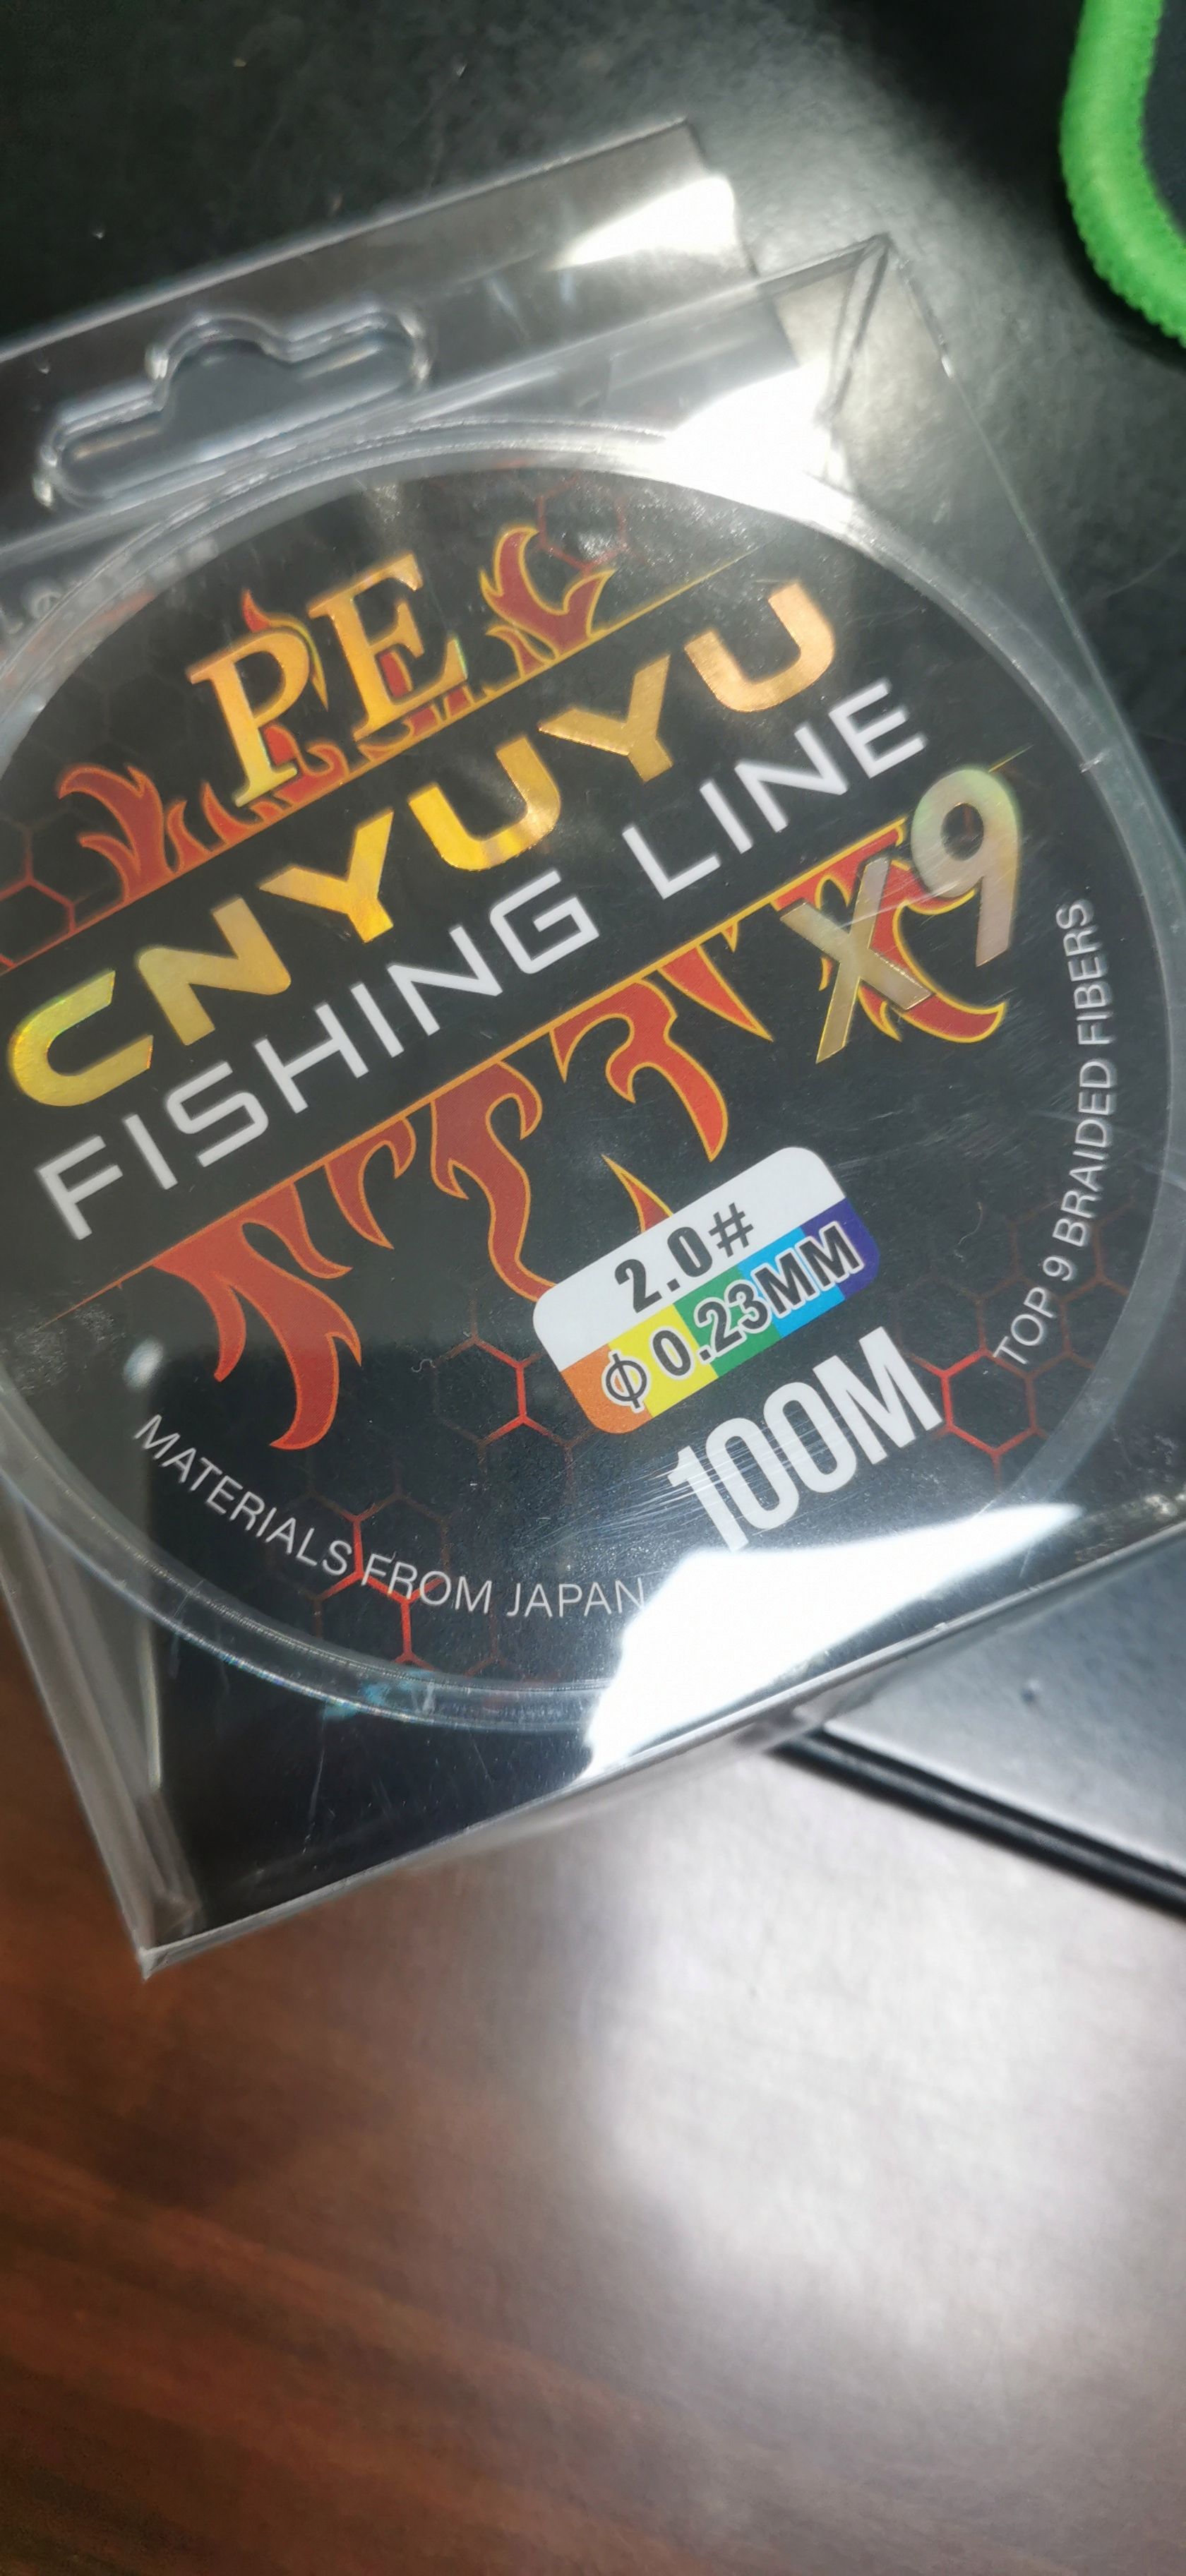 PE
CNYUYU
FISHING LINE
X9
TOP 9 BRAIDED FIBERS
2.0#
Φ0.23MM
100M
MATERIALS FROM JAPAN